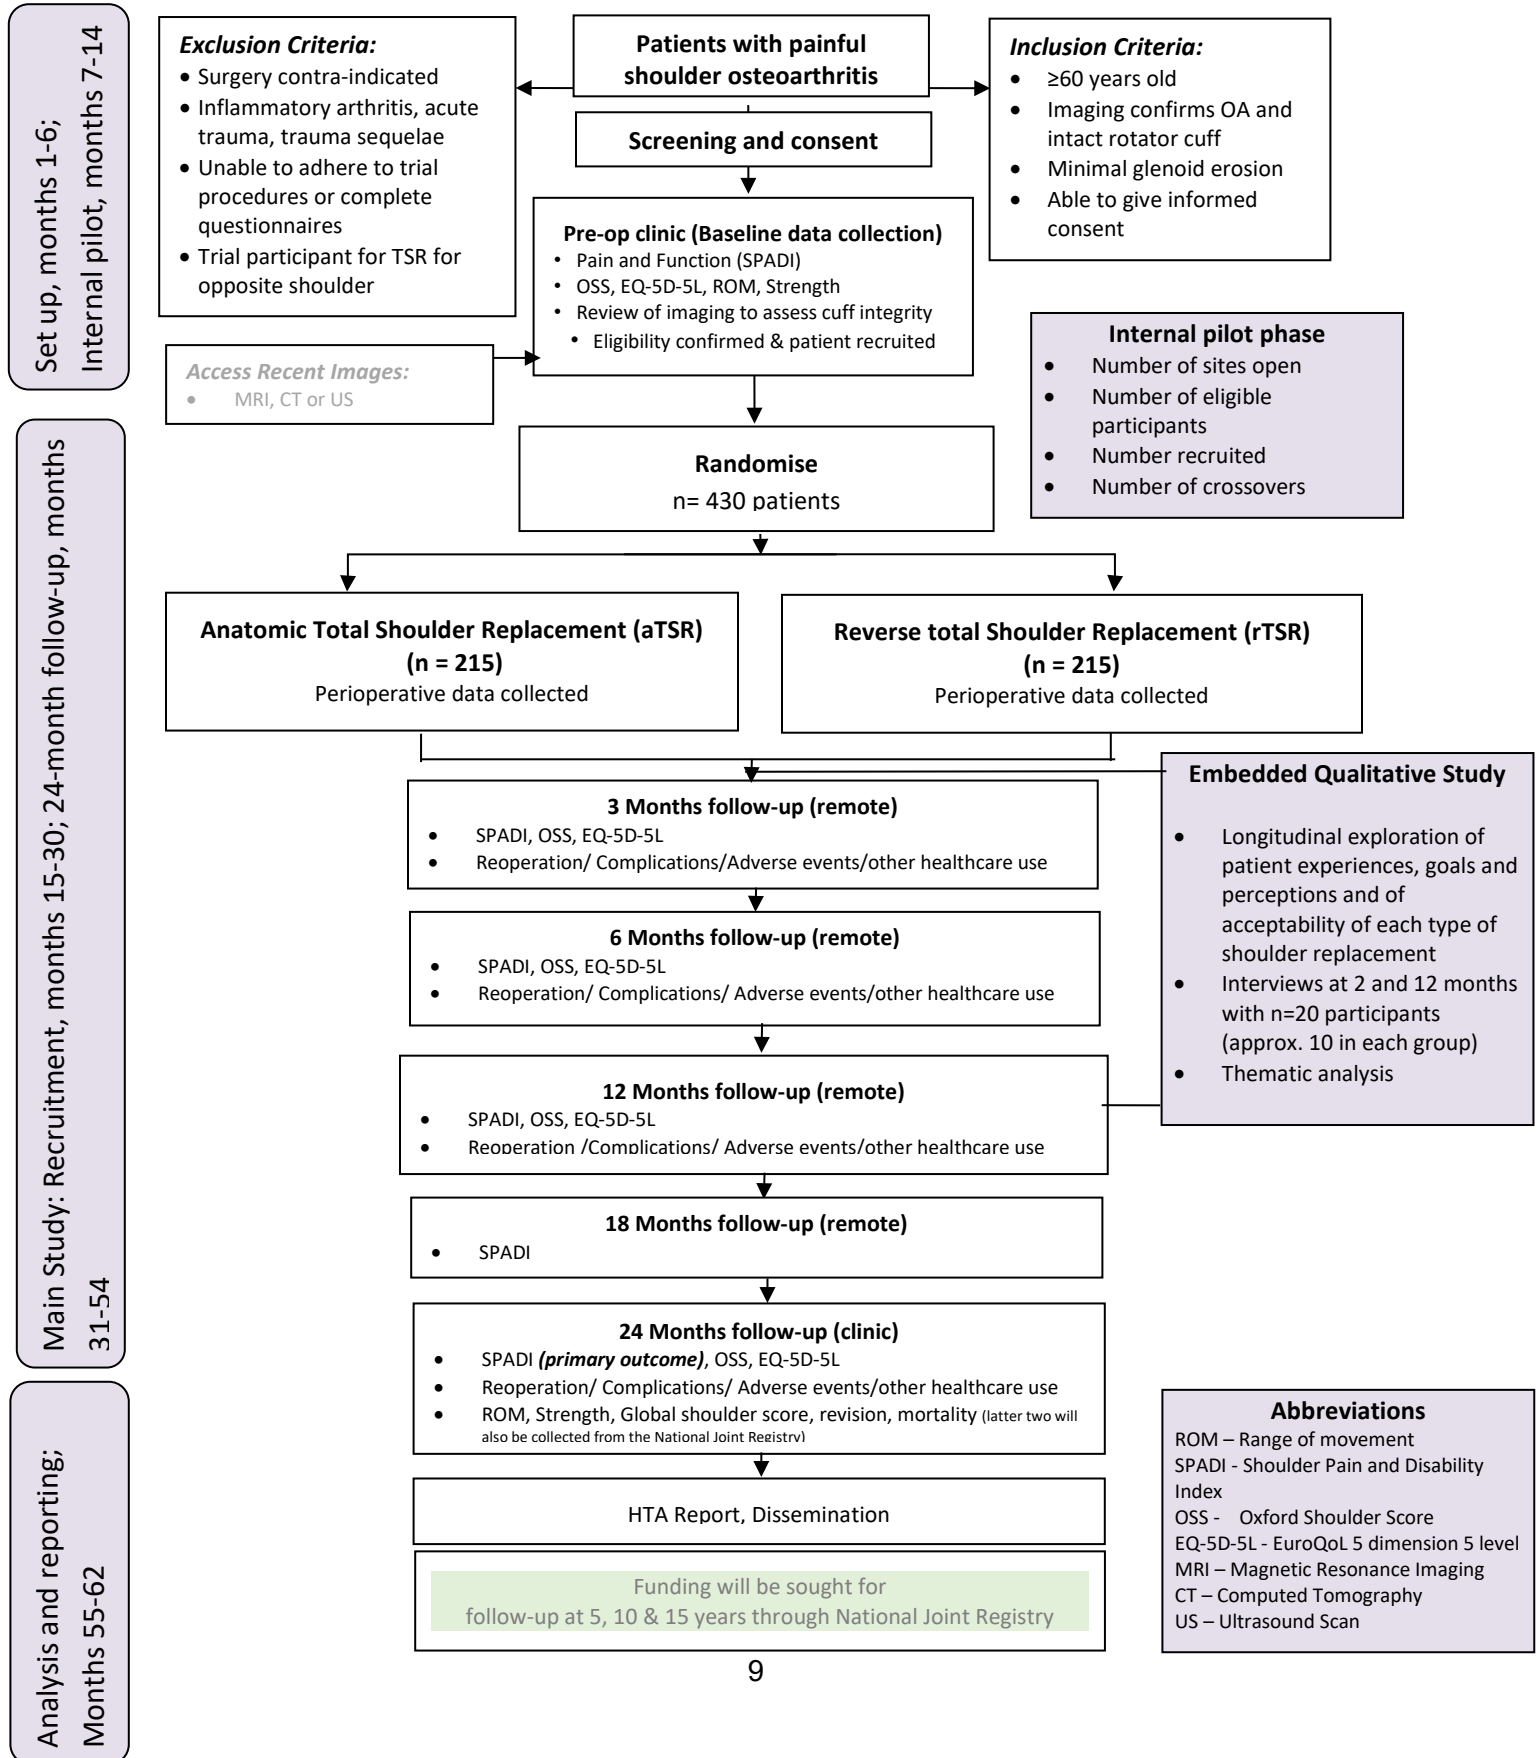 Set up, months 1-6;
Internal pilot, months 7-14
Exclusion Criteria:
• Surgery contra-indicated
• Inflammatory arthritis, acute
trauma, trauma sequelae
• Unable to adhere to trial
procedures or complete
questionnaires
• Trial participant for TSR for
opposite shoulder
Patients with painful
shoulder osteoarthritis
Inclusion Criteria:
• ≥60 years old
• Imaging confirms OA and
intact rotator cuff
• Minimal glenoid erosion
• Able to give informed
consent
Screening and consent
Pre-op clinic (Baseline data collection)
• Pain and Function (SPADI)
• OSS, EQ-5D-5L, ROM, Strength
• Review of imaging to assess cuff integrity
• Eligibility confirmed & patient recruited
Access Recent Images:
• MRI, CT or US
Internal pilot phase
• Number of sites open
• Number of eligible
participants
• Number recruited
• Number of crossovers
Main Study: Recruitment, months 15-30; 24-month follow-up, months
31-54
Randomise
n= 430 patients
Anatomic Total Shoulder Replacement (aTSR)
(n = 215)
Perioperative data collected
Reverse total Shoulder Replacement (rTSR)
(n = 215)
Perioperative data collected
Embedded Qualitative Study
• Longitudinal exploration of
patient experiences, goals and
perceptions and of
acceptability of each type of
shoulder replacement
• Interviews at 2 and 12 months
with n=20 participants
(approx. 10 in each group)
• Thematic analysis
3 Months follow-up (remote)
• SPADI, OSS, EQ-5D-5L
• Reoperation/ Complications/Adverse events/other healthcare use
6 Months follow-up (remote)
• SPADI, OSS, EQ-5D-5L
• Reoperation/ Complications/ Adverse events/other healthcare use
12 Months follow-up (remote)
• SPADI, OSS, EQ-5D-5L
• Reoperation /Complications/ Adverse events/other healthcare use
18 Months follow-up (remote)
• SPADI
24 Months follow-up (clinic)
• SPADI (primary outcome), OSS, EQ-5D-5L
• Reoperation/ Complications/ Adverse events/other healthcare use
• ROM, Strength, Global shoulder score, revision, mortality (latter two will
also be collected from the National Joint Registry)
Analysis and reporting;
Months 55-62
HTA Report, Dissemination
Funding will be sought for
follow-up at 5, 10 & 15 years through National Joint Registry
Abbreviations
ROM – Range of movement
SPADI - Shoulder Pain and Disability
Index
OSS - Oxford Shoulder Score
EQ-5D-5L - EuroQoL 5 dimension 5 level
MRI – Magnetic Resonance Imaging
CT – Computed Tomography
US – Ultrasound Scan
9